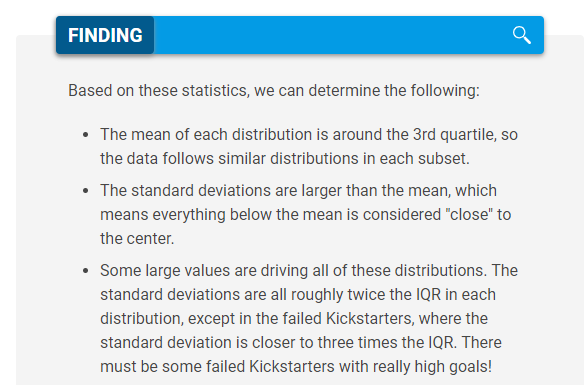 FINDING
Based on these statistics, we can determine the following:
• The mean of each distribution is around the 3rd quartile, so
the data follows similar distributions in each subset.
• The standard deviations are larger than the mean, which
means everything below the mean is considered "close" to
the center.
• Some large values are driving all of these distributions. The
standard deviations are all roughly twice the IQR in each
distribution, except in the failed Kickstarters, where the
standard deviation is closer to three times the IQR. There
must be some failed Kickstarters with really high goals!